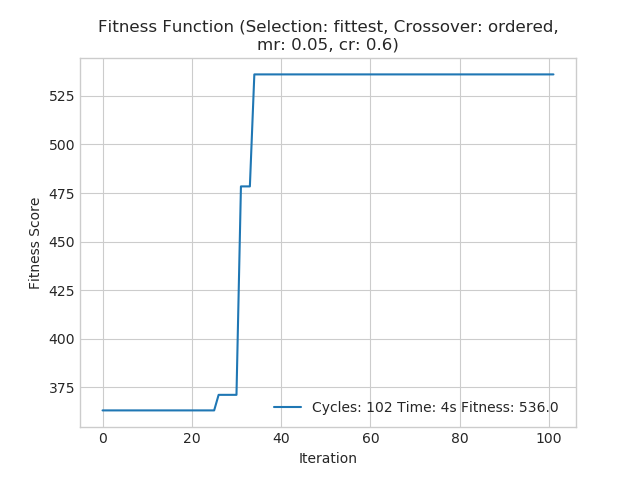 Fitness Function (Selection: fittest, Crossover: ordered,
mr: 0.05, cr: 0.6)
Fitness Score
525
500
475
450
425
400
375
Cycles: 102 Time: 4s Fitness: 536.0
0 20 40 60 80 100
Iteration